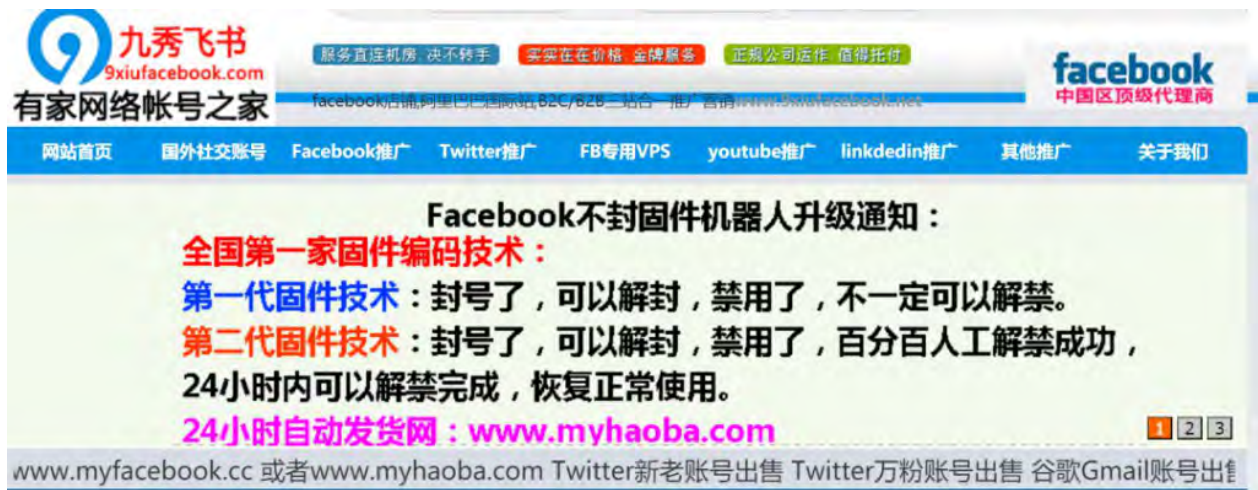 九秀飞书
9xiufacebook.com
有家网络帐号之家
服务直连机房 决不转手 实实在在价格 金牌服务 正规公司运作 值得托付
facebook
中国区顶级代理商
facebook店铺,阿里巴巴国际站,B2C/B2B三站合一推广营销www.9xiufacebook.net
网站首页 国外社交账号 Facebook推广 Twitter推广 FB专用VPS youtube推广 linkdedin推广 其他推广 关于我们
Facebook不封固件机器人升级通知：
全国第一家固件编码技术：
第一代固件技术：封号了，可以解封，禁用了，不一定可以解禁。
第二代固件技术：封号了，可以解封，禁用了，百分百人工解禁成功，
24小时内可以解禁完成，恢复正常使用。
24小时自动发货网：www.myhaoba.com
1 2 3
www.myfacebook.cc 或者www.myhaoba.com Twitter新老账号出售 Twitter万粉账号出售 谷歌Gmail账号出售